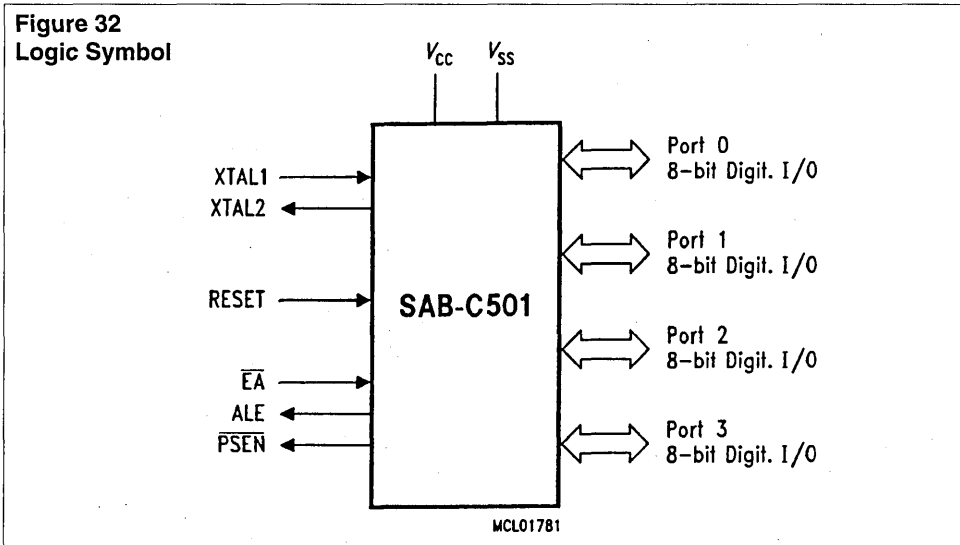 Figure 32
Logic Symbol
VCC
VSS
XTAL1
XTAL2
RESET
EA
ALE
PSEN
SAB-C501
Port 0
8-bit Digit. I/O
Port 1
8-bit Digit. I/O
Port 2
8-bit Digit. I/O
Port 3
8-bit Digit. I/O
MCL01781